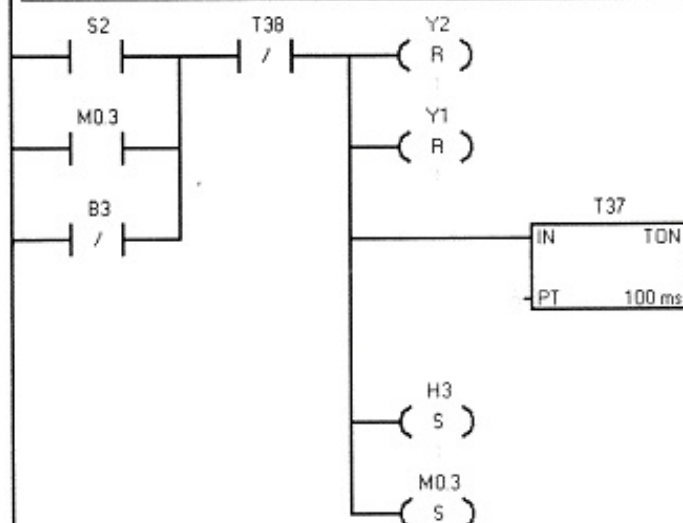 S2 T38 Y2
/ R
M0.3 Y1
R
B3 T37
/ IN TON
PT 100 ms
H3
S
M0.3
S